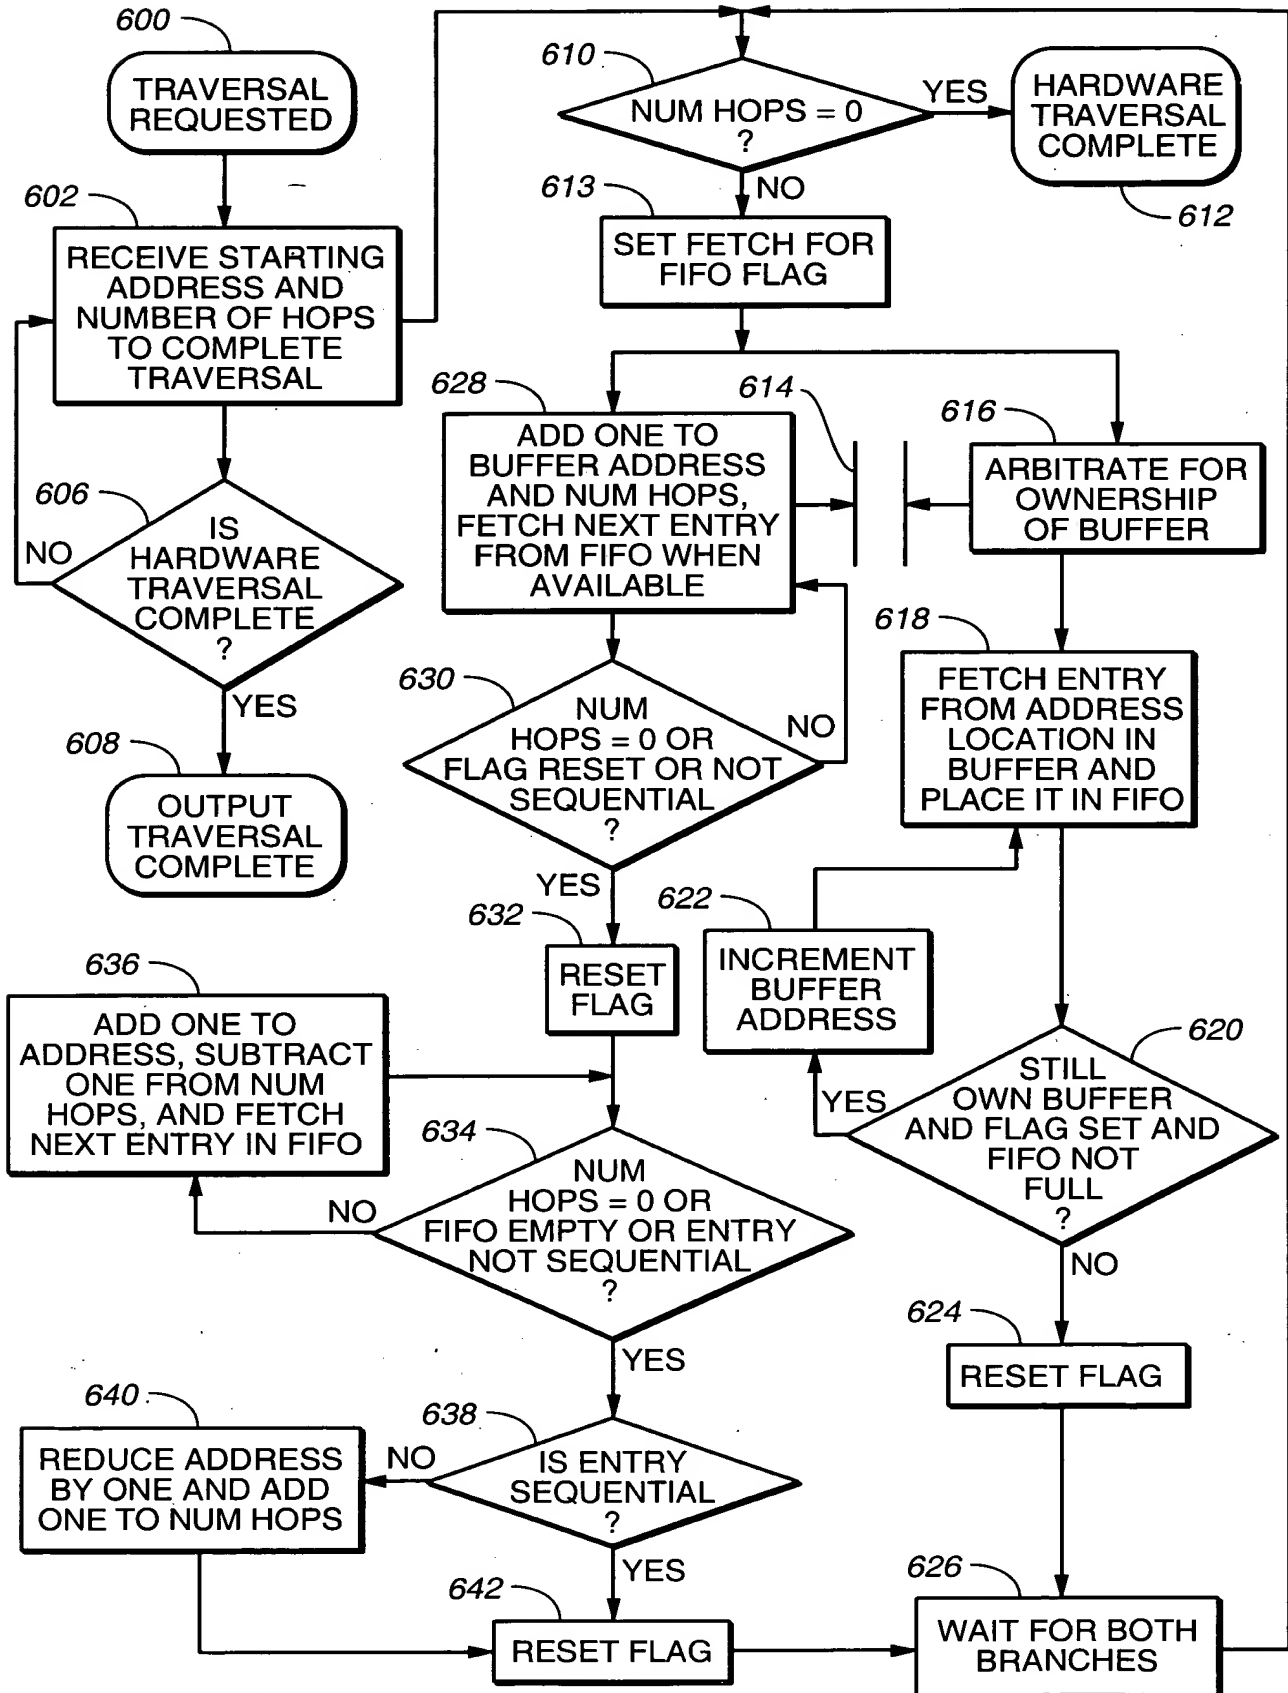 600
TRAVERSAL
REQUESTED
602
RECEIVE STARTING
ADDRESS AND
NUMBER OF HOPS
TO COMPLETE
TRAVERSAL
606
IS
HARDWARE
TRAVERSAL
COMPLETE
?
NO
YES
608
OUTPUT
TRAVERSAL
COMPLETE
610
NUM HOPS = 0
?
YES
HARDWARE
TRAVERSAL
COMPLETE
612
NO
613
SET FETCH FOR
FIFO FLAG
628
ADD ONE TO
BUFFER ADDRESS
AND NUM HOPS,
FETCH NEXT ENTRY
FROM FIFO WHEN
AVAILABLE
614
616
ARBITRATE FOR
OWNERSHIP
OF BUFFER
618
FETCH ENTRY
FROM ADDRESS
LOCATION IN
BUFFER AND
PLACE IT IN FIFO
630
NUM
HOPS = 0 OR
FLAG RESET OR NOT
SEQUENTIAL
?
NO
YES
632
RESET
FLAG
622
INCREMENT
BUFFER
ADDRESS
620
STILL
OWN BUFFER
AND FLAG SET AND
FIFO NOT
FULL
?
YES
NO
636
ADD ONE TO
ADDRESS, SUBTRACT
ONE FROM NUM
HOPS, AND FETCH
NEXT ENTRY IN FIFO
634
NUM
HOPS = 0 OR
FIFO EMPTY OR ENTRY
NOT SEQUENTIAL
?
NO
YES
624
RESET FLAG
640
REDUCE ADDRESS
BY ONE AND ADD
ONE TO NUM HOPS
638
IS ENTRY
SEQUENTIAL
?
NO
YES
642
RESET FLAG
626
WAIT FOR BOTH
BRANCHES